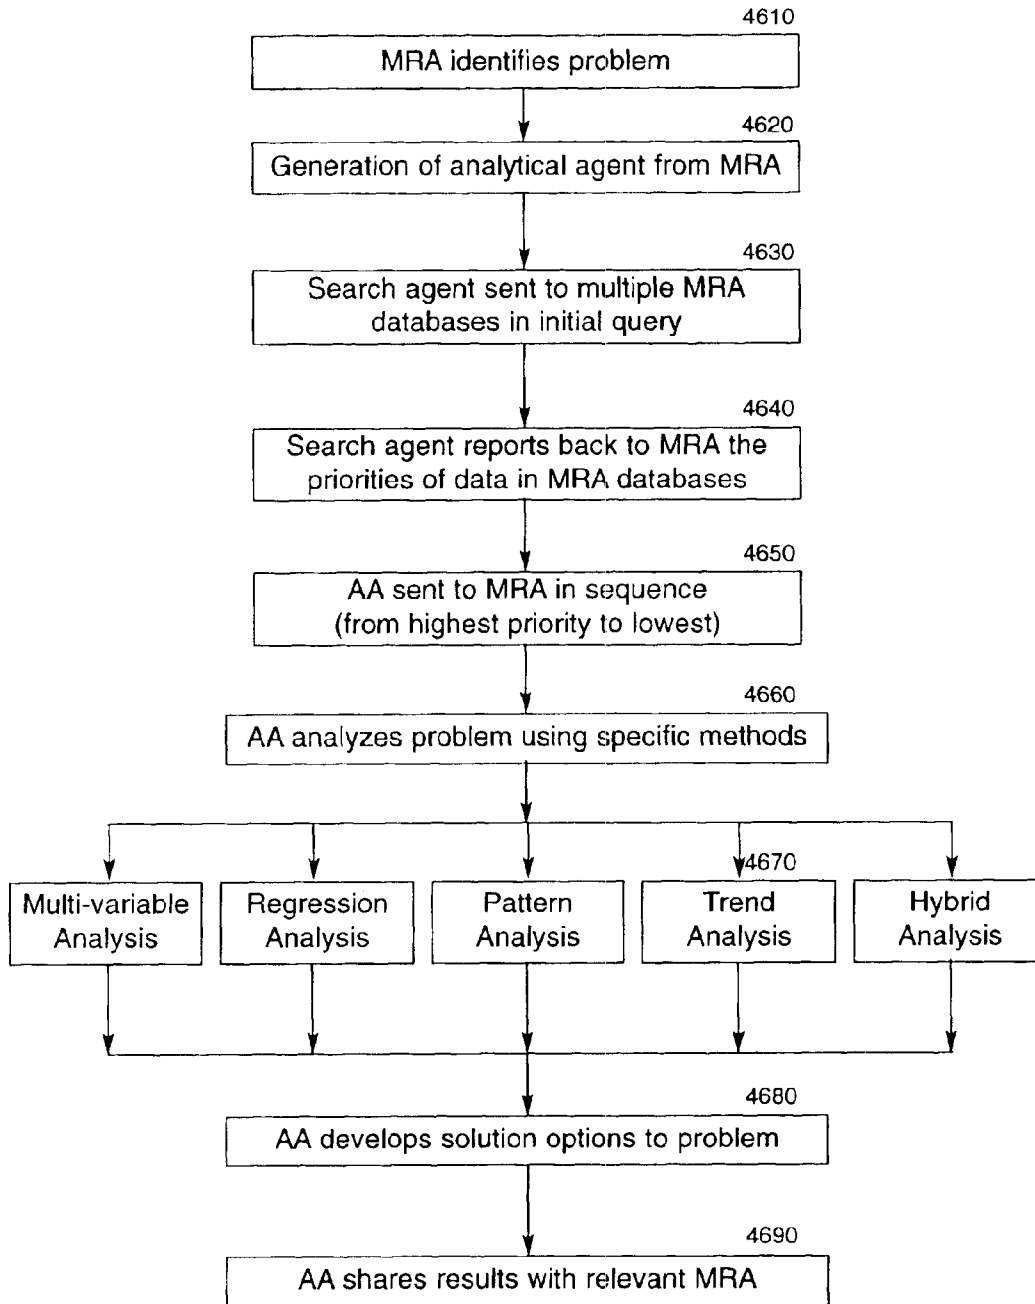 4610
MRA identifies problem
4620
Generation of analytical agent from MRA
4630
Search agent sent to multiple MRA
databases in initial query
4640
Search agent reports back to MRA the
priorities of data in MRA databases
4650
AA sent to MRA in sequence
(from highest priority to lowest)
4660
AA analyzes problem using specific methods
4670
Multi-variable
Analysis
Regression
Analysis
Pattern
Analysis
Trend
Analysis
Hybrid
Analysis
4680
AA develops solution options to problem
4690
AA shares results with relevant MRA